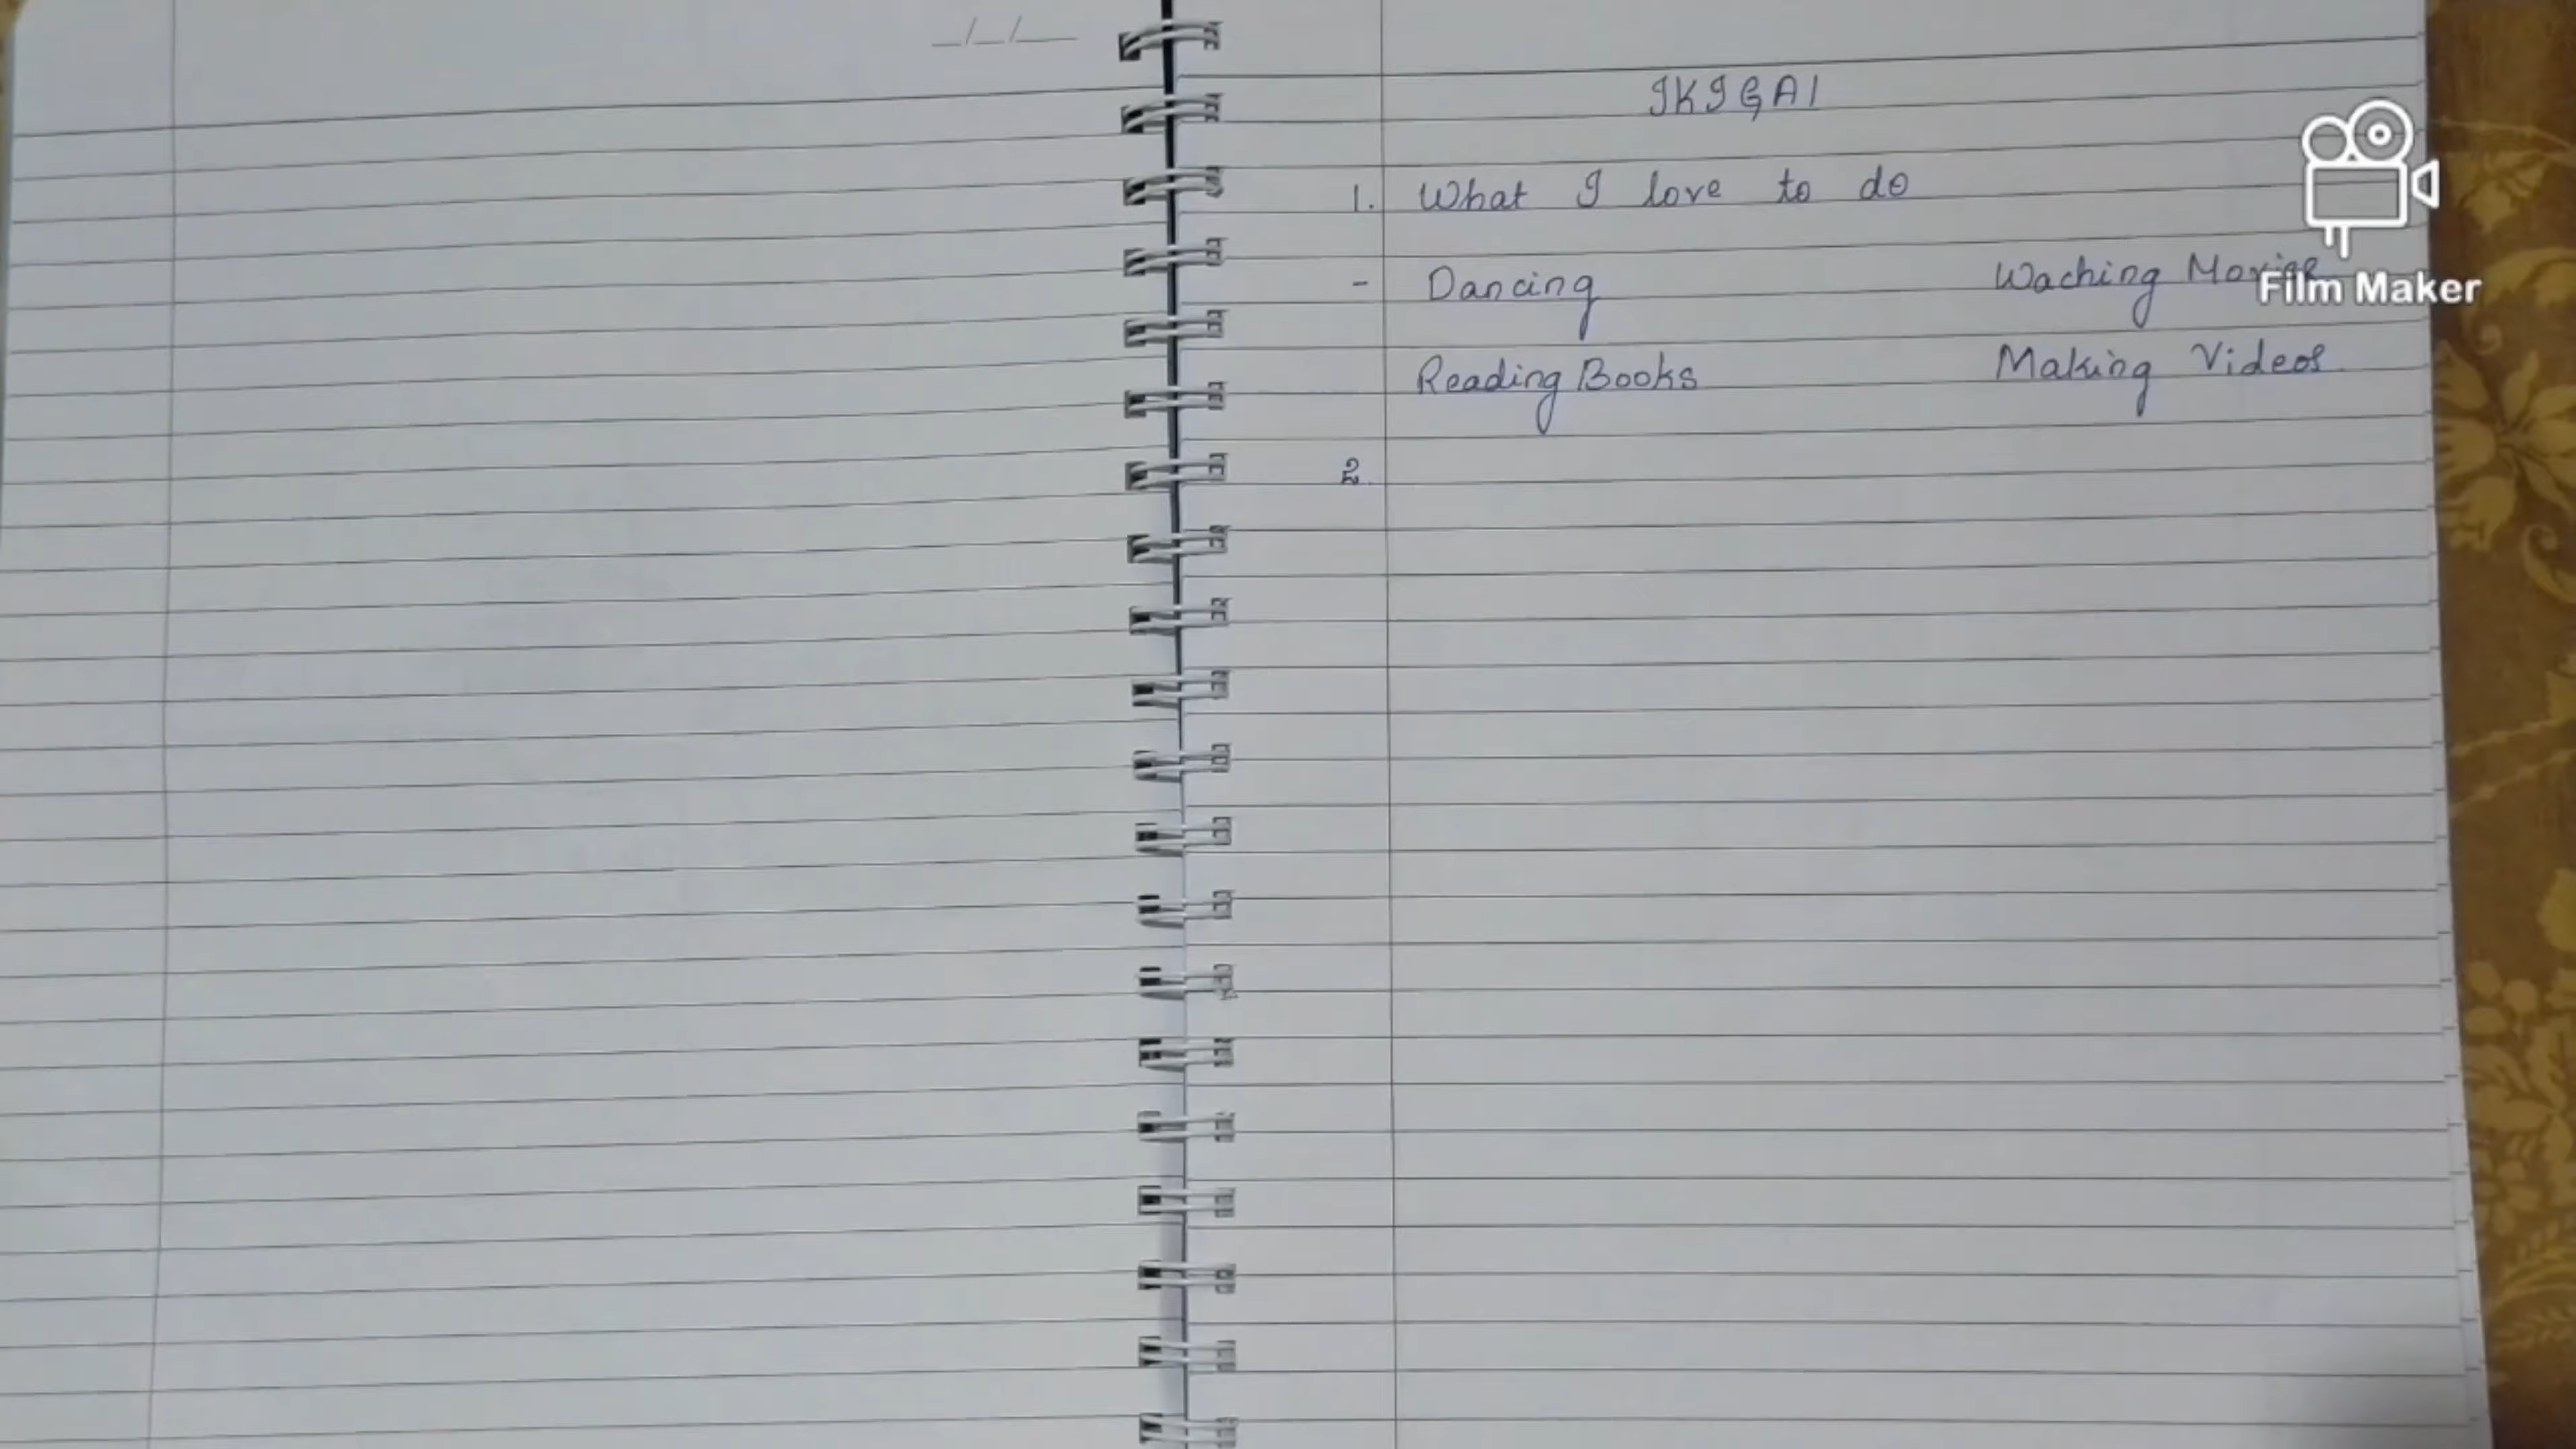 IKIGAI
1. What I love to do
- Dancing Waching Movies
Film Maker
Reading Books Making Videos
2.